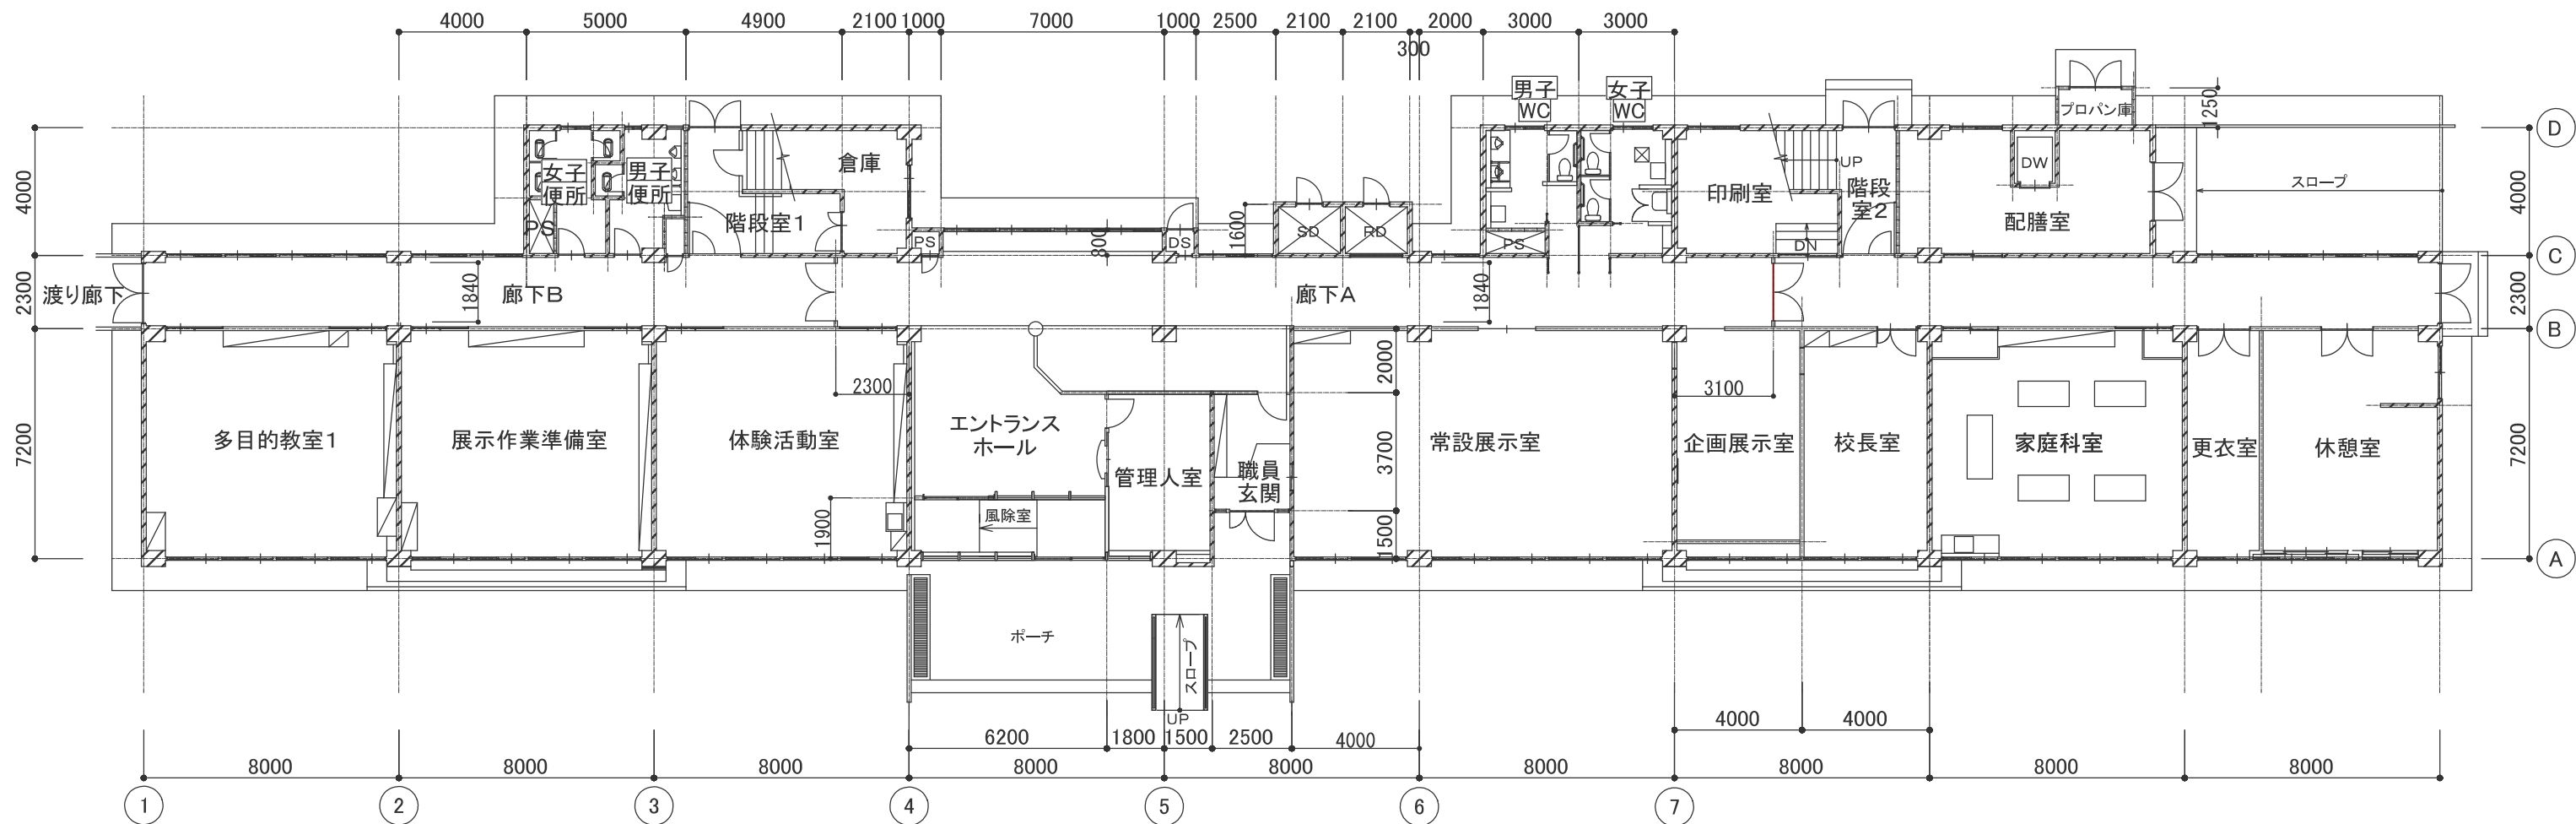 4000 5000 4900 2100 1000 7000 1000 2500 2100 2100 2000 3000 3000
300
男子
WC
女子
WC
プロパン庫
1250
D
女子
便所
男子
便所
倉庫
UP
DW
4000
PS
階段室1
印刷室
階段
室2
スロープ
4000
配膳室
PS
800
DS
1600
SD
RD
PS
DN
C
2300
渡り廊下
廊下B
1840
廊下A
1840
2300
B
2300
2000
3100
7200
多目的教室1
展示作業準備室
体験活動室
エントランス
ホール
管理人室
職員
玄関
3700
常設展示室
企画展示室
校長室
家庭科室
更衣室
休憩室
7200
1900
風除室
1500
A
ポーチ
スロープ
UP
4000 4000
6200 1800 1500 2500 4000
8000 8000 8000 8000 8000 8000 8000 8000 8000
1 2 3 4 5 6 7